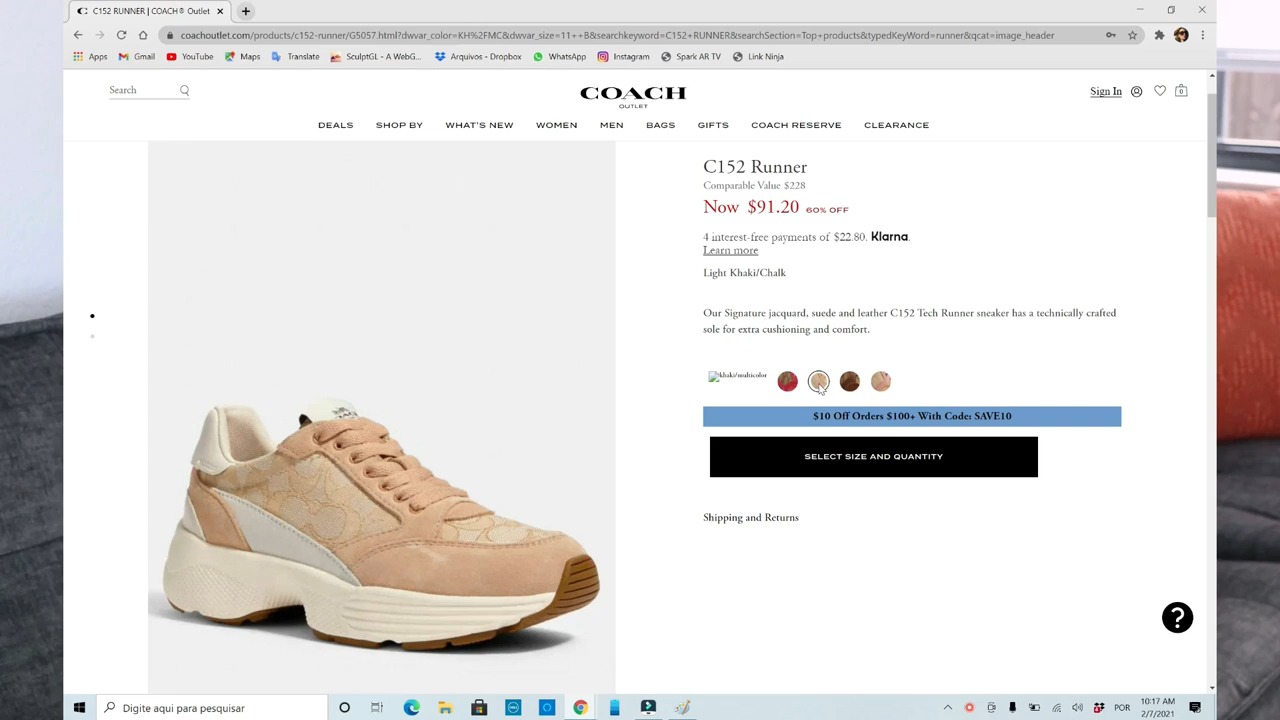 C152 RUNNER | COACH® Outlet
coachoutlet.com/products/c152-runner/G5057.html?dwvar_color=KH%2FMC&dwvar_size=11++B&searchkeyword=C152+RUNNER&searchSection=Top+products&typedKeyWord=runner&qcat=image_header
Apps Gmail YouTube Maps Translate SculptGL - A WebG... Arquivos - Dropbox WhatsApp Instagram Spark AR TV Link Ninja
Search
COACH
OUTLET
Sign In
0
DEALS SHOP BY WHAT'S NEW WOMEN MEN BAGS GIFTS COACH RESERVE CLEARANCE
C152 Runner
Comparable Value $228
Now $91.20 60% OFF
4 interest-free payments of $22.80. Klarna.
Learn more
Light Khaki/Chalk
Our Signature jacquard, suede and leather C152 Tech Runner sneaker has a technically crafted
sole for extra cushioning and comfort.
khaki/multicolor
$10 Off Orders $100+ With Code: SAVE10
SELECT SIZE AND QUANTITY
Shipping and Returns
?
Digite aqui para pesquisar
POR
10:17 AM
2/7/2021